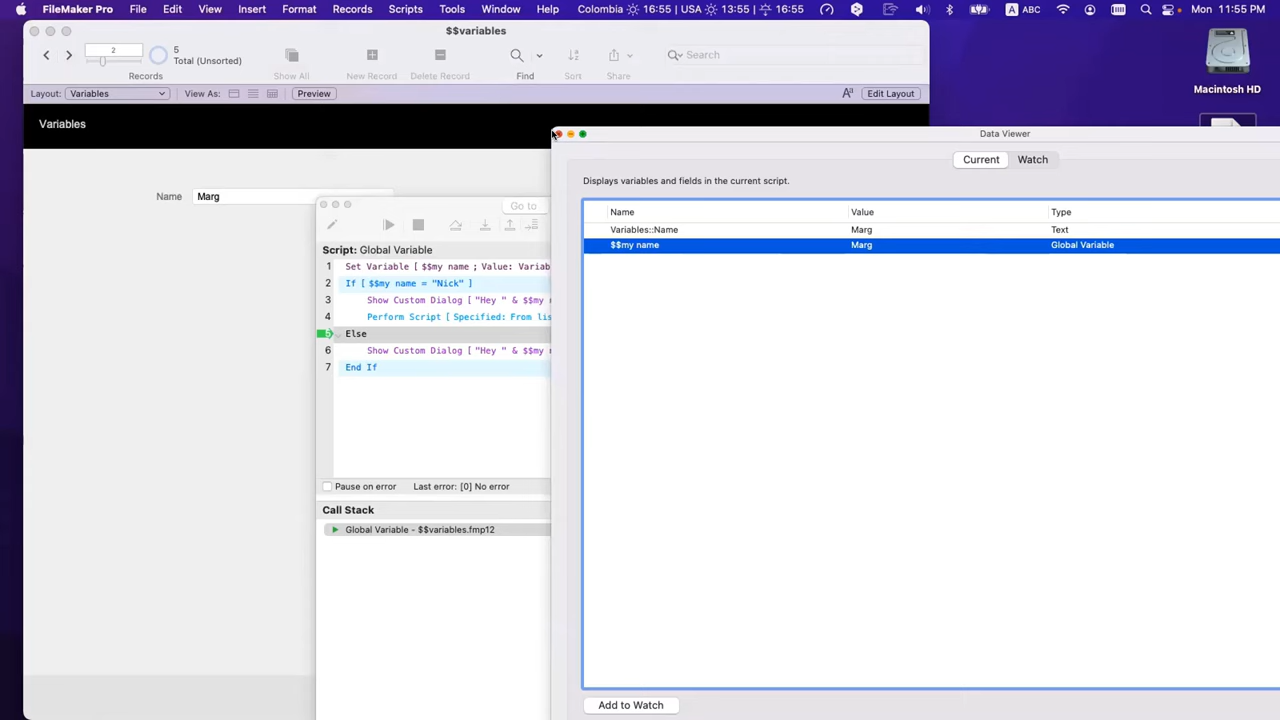 FileMaker Pro File Edit View Insert Format Records Scripts Tools Window Help Colombia 16:55 | USA 13:55 | 16:55 ABC Mon 11:55 PM
$$variables
2
5
Total (Unsorted)
Records
Show All
New Record
Delete Record
Find
Sort
Share
Search
Layout: Variables View As: Preview Edit Layout
Macintosh HD
Variables
Name Marg
Go to
Script: Global Variable
1 Set Variable [ $$my name ; Value: Variab
2 If [ $$my name = "Nick" ]
3 Show Custom Dialog [ "Hey " & $$my n
4 Perform Script [ Specified: From lis
5 Else
6 Show Custom Dialog [ "Hey " & $$my n
7 End If
Pause on error Last error: [0] No error
Call Stack
Global Variable - $$variables.fmp12
Data Viewer
Current Watch
Displays variables and fields in the current script.
Name Value Type
Variables::Name Marg Text
$$my name Marg Global Variable
Add to Watch